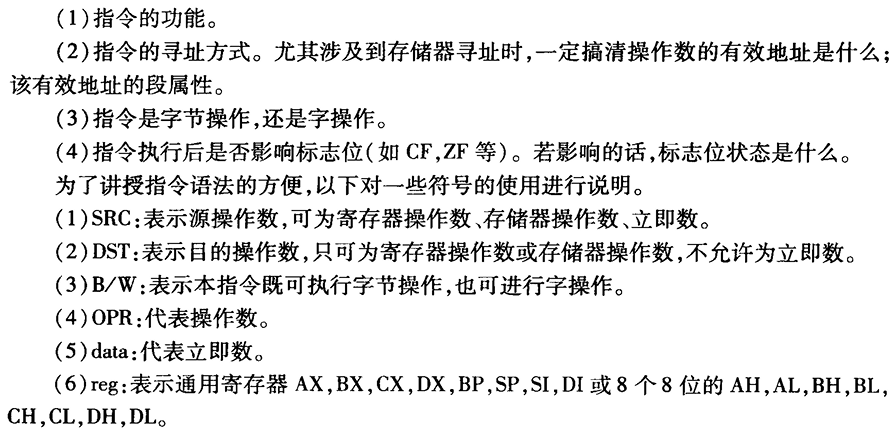 (1)指令的功能。
(2)指令的寻址方式。尤其涉及到存储器寻址时,一定搞清操作数的有效地址是什么;
该有效地址的段属性。
(3)指令是字节操作,还是字操作。
(4)指令执行后是否影响标志位(如 CF,ZF 等)。若影响的话,标志位状态是什么。
为了讲授指令语法的方便,以下对一些符号的使用进行说明。
(1)SRC:表示源操作数,可为寄存器操作数、存储器操作数、立即数。
(2)DST:表示目的操作数,只可为寄存器操作数或存储器操作数,不允许为立即数。
(3)B/W:表示本指令既可执行字节操作,也可进行字操作。
(4)OPR:代表操作数。
(5)data:代表立即数。
(6)reg:表示通用寄存器 AX,BX,CX,DX,BP,SP,SI,DI 或 8 个 8 位的 AH,AL,BH,BL,
CH,CL,DH,DL。